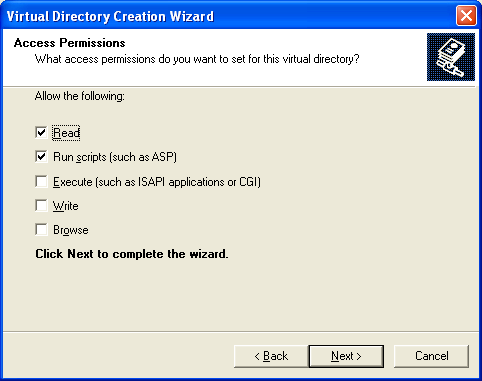 Virtual Directory Creation Wizard
Access Permissions
What access permissions do you want to set for this virtual directory?
Allow the following:
Read
Run scripts (such as ASP)
Execute (such as ISAPI applications or CGI)
Write
Browse
Click Next to complete the wizard.
< Back Next > Cancel